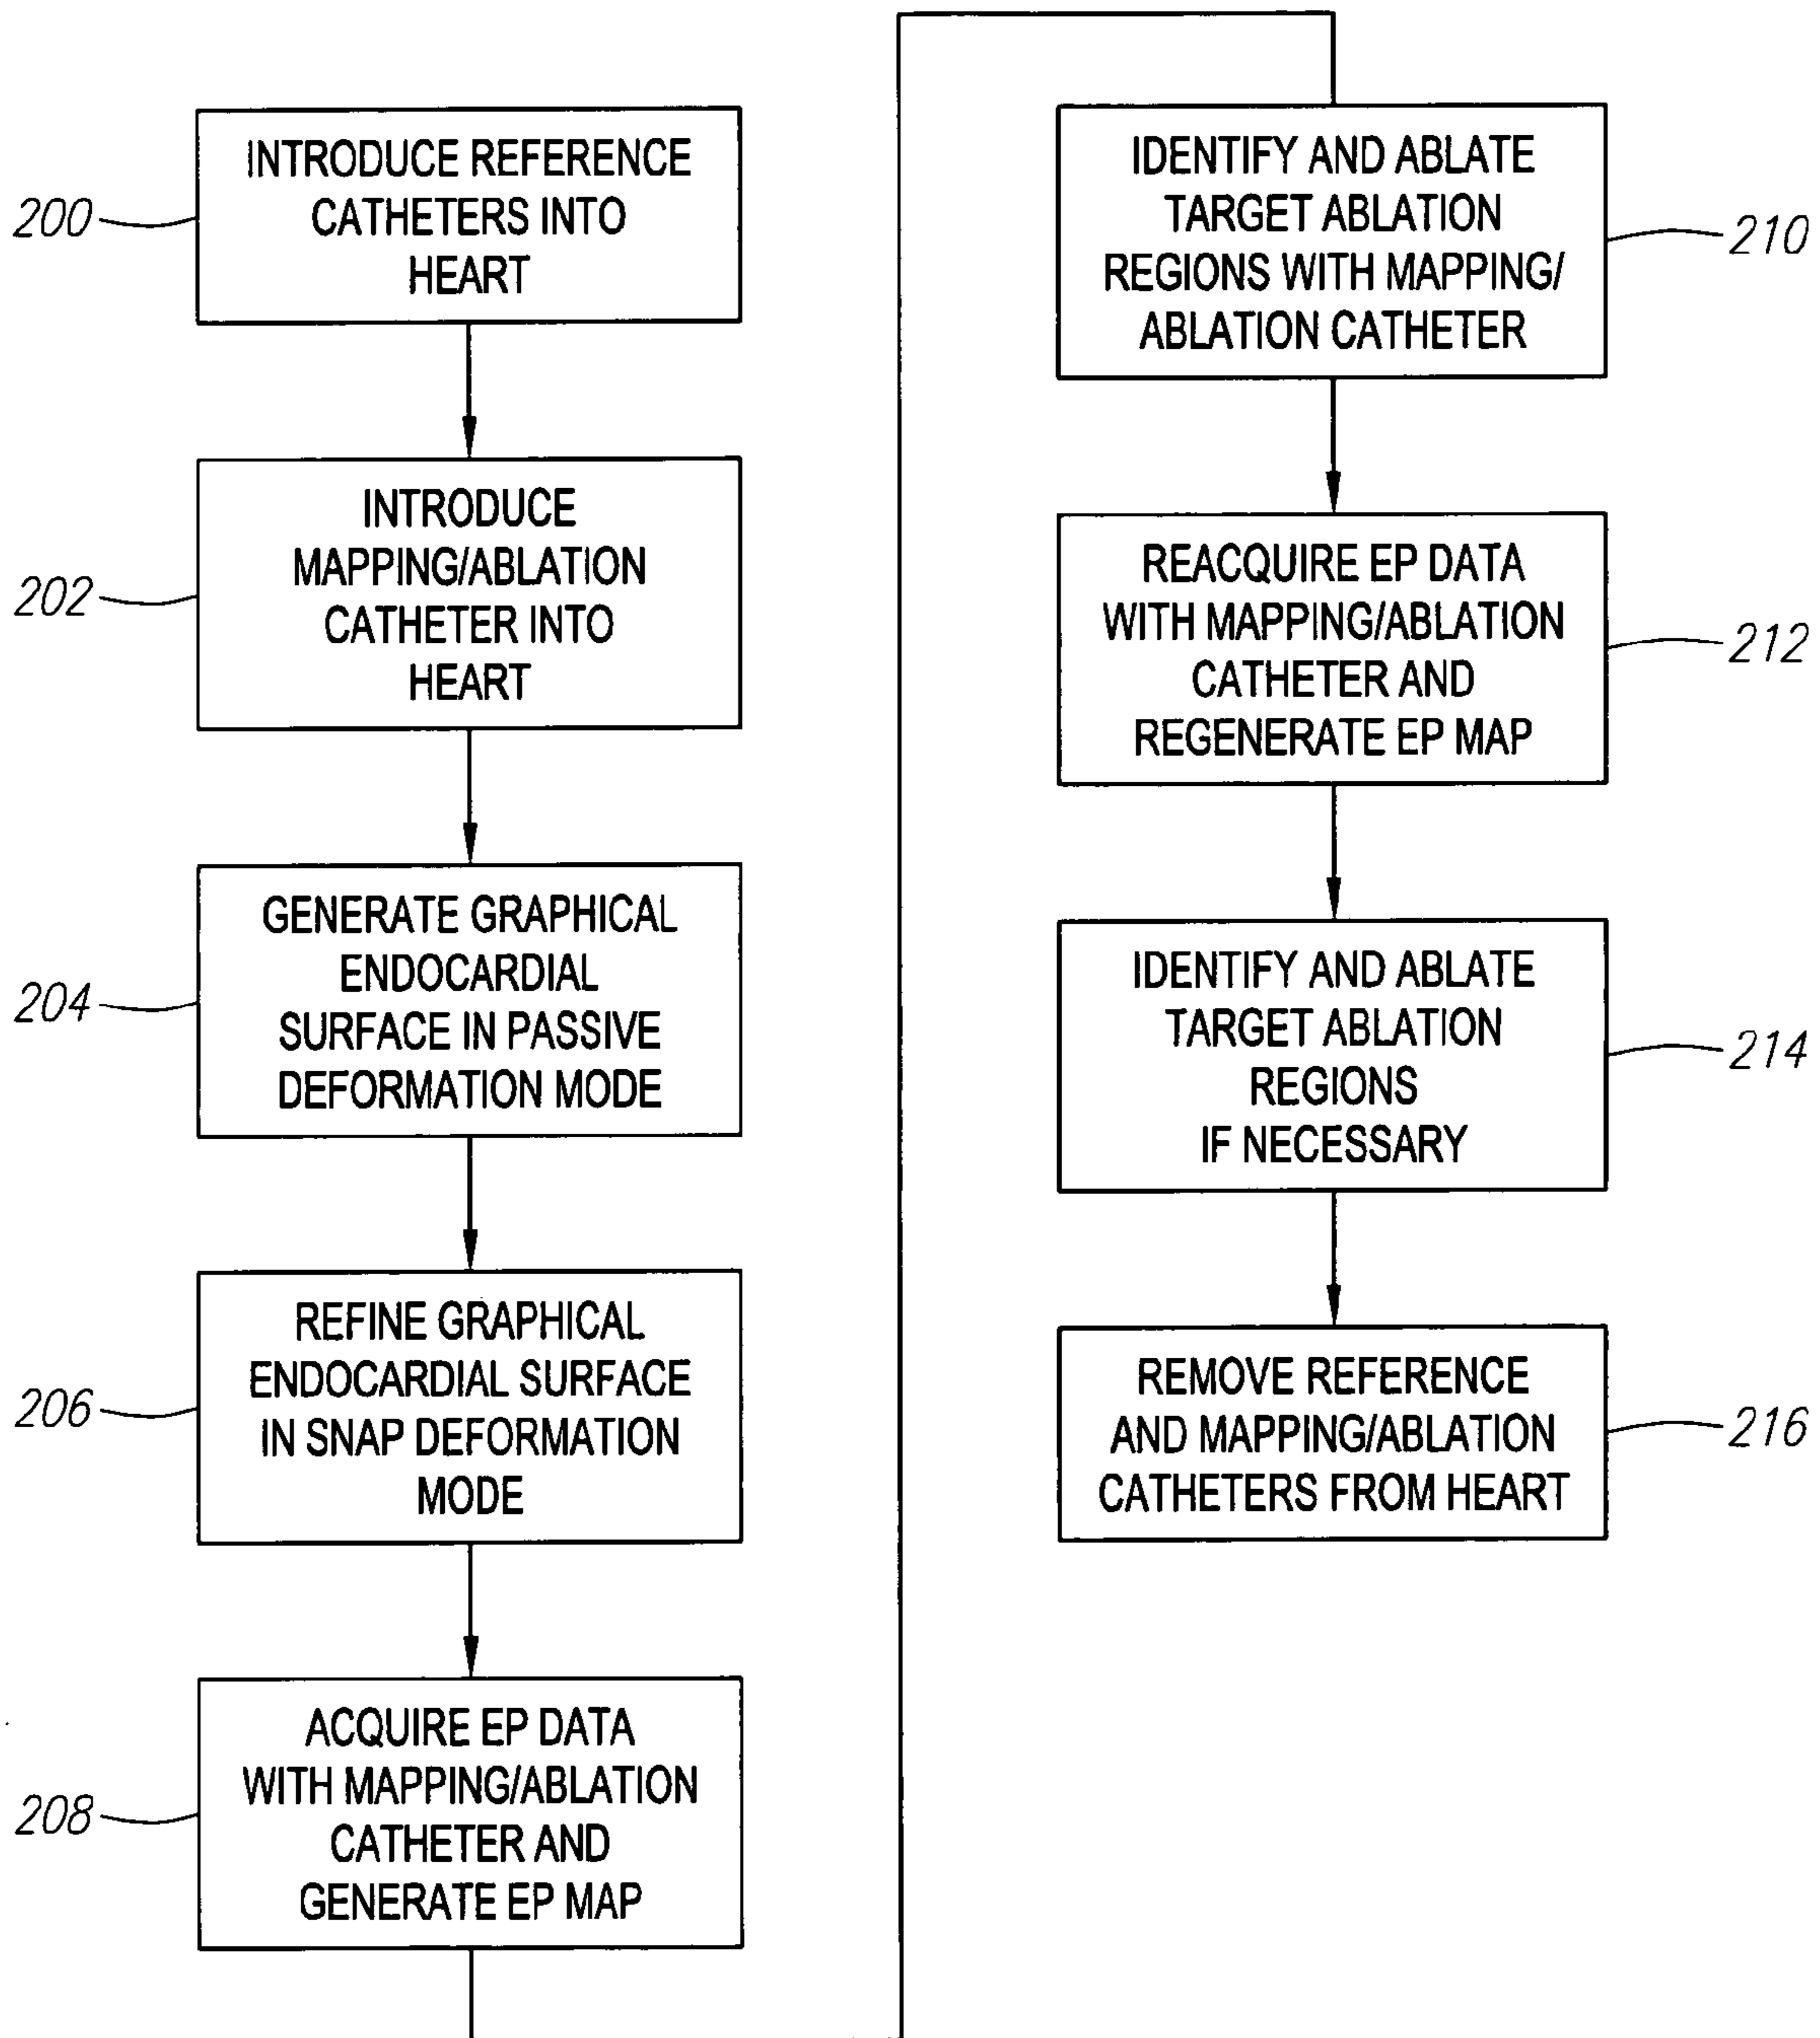 200
INTRODUCE REFERENCE
CATHETERS INTO
HEART
202
INTRODUCE
MAPPING/ABLATION
CATHETER INTO
HEART
204
GENERATE GRAPHICAL
ENDOCARDIAL
SURFACE IN PASSIVE
DEFORMATION MODE
206
REFINE GRAPHICAL
ENDOCARDIAL SURFACE
IN SNAP DEFORMATION
MODE
208
ACQUIRE EP DATA
WITH MAPPING/ABLATION
CATHETER AND
GENERATE EP MAP
IDENTIFY AND ABLATE
TARGET ABLATION
REGIONS WITH MAPPING/
ABLATION CATHETER
210
REACQUIRE EP DATA
WITH MAPPING/ABLATION
CATHETER AND
REGENERATE EP MAP
212
IDENTIFY AND ABLATE
TARGET ABLATION
REGIONS
IF NECESSARY
214
REMOVE REFERENCE
AND MAPPING/ABLATION
CATHETERS FROM HEART
216